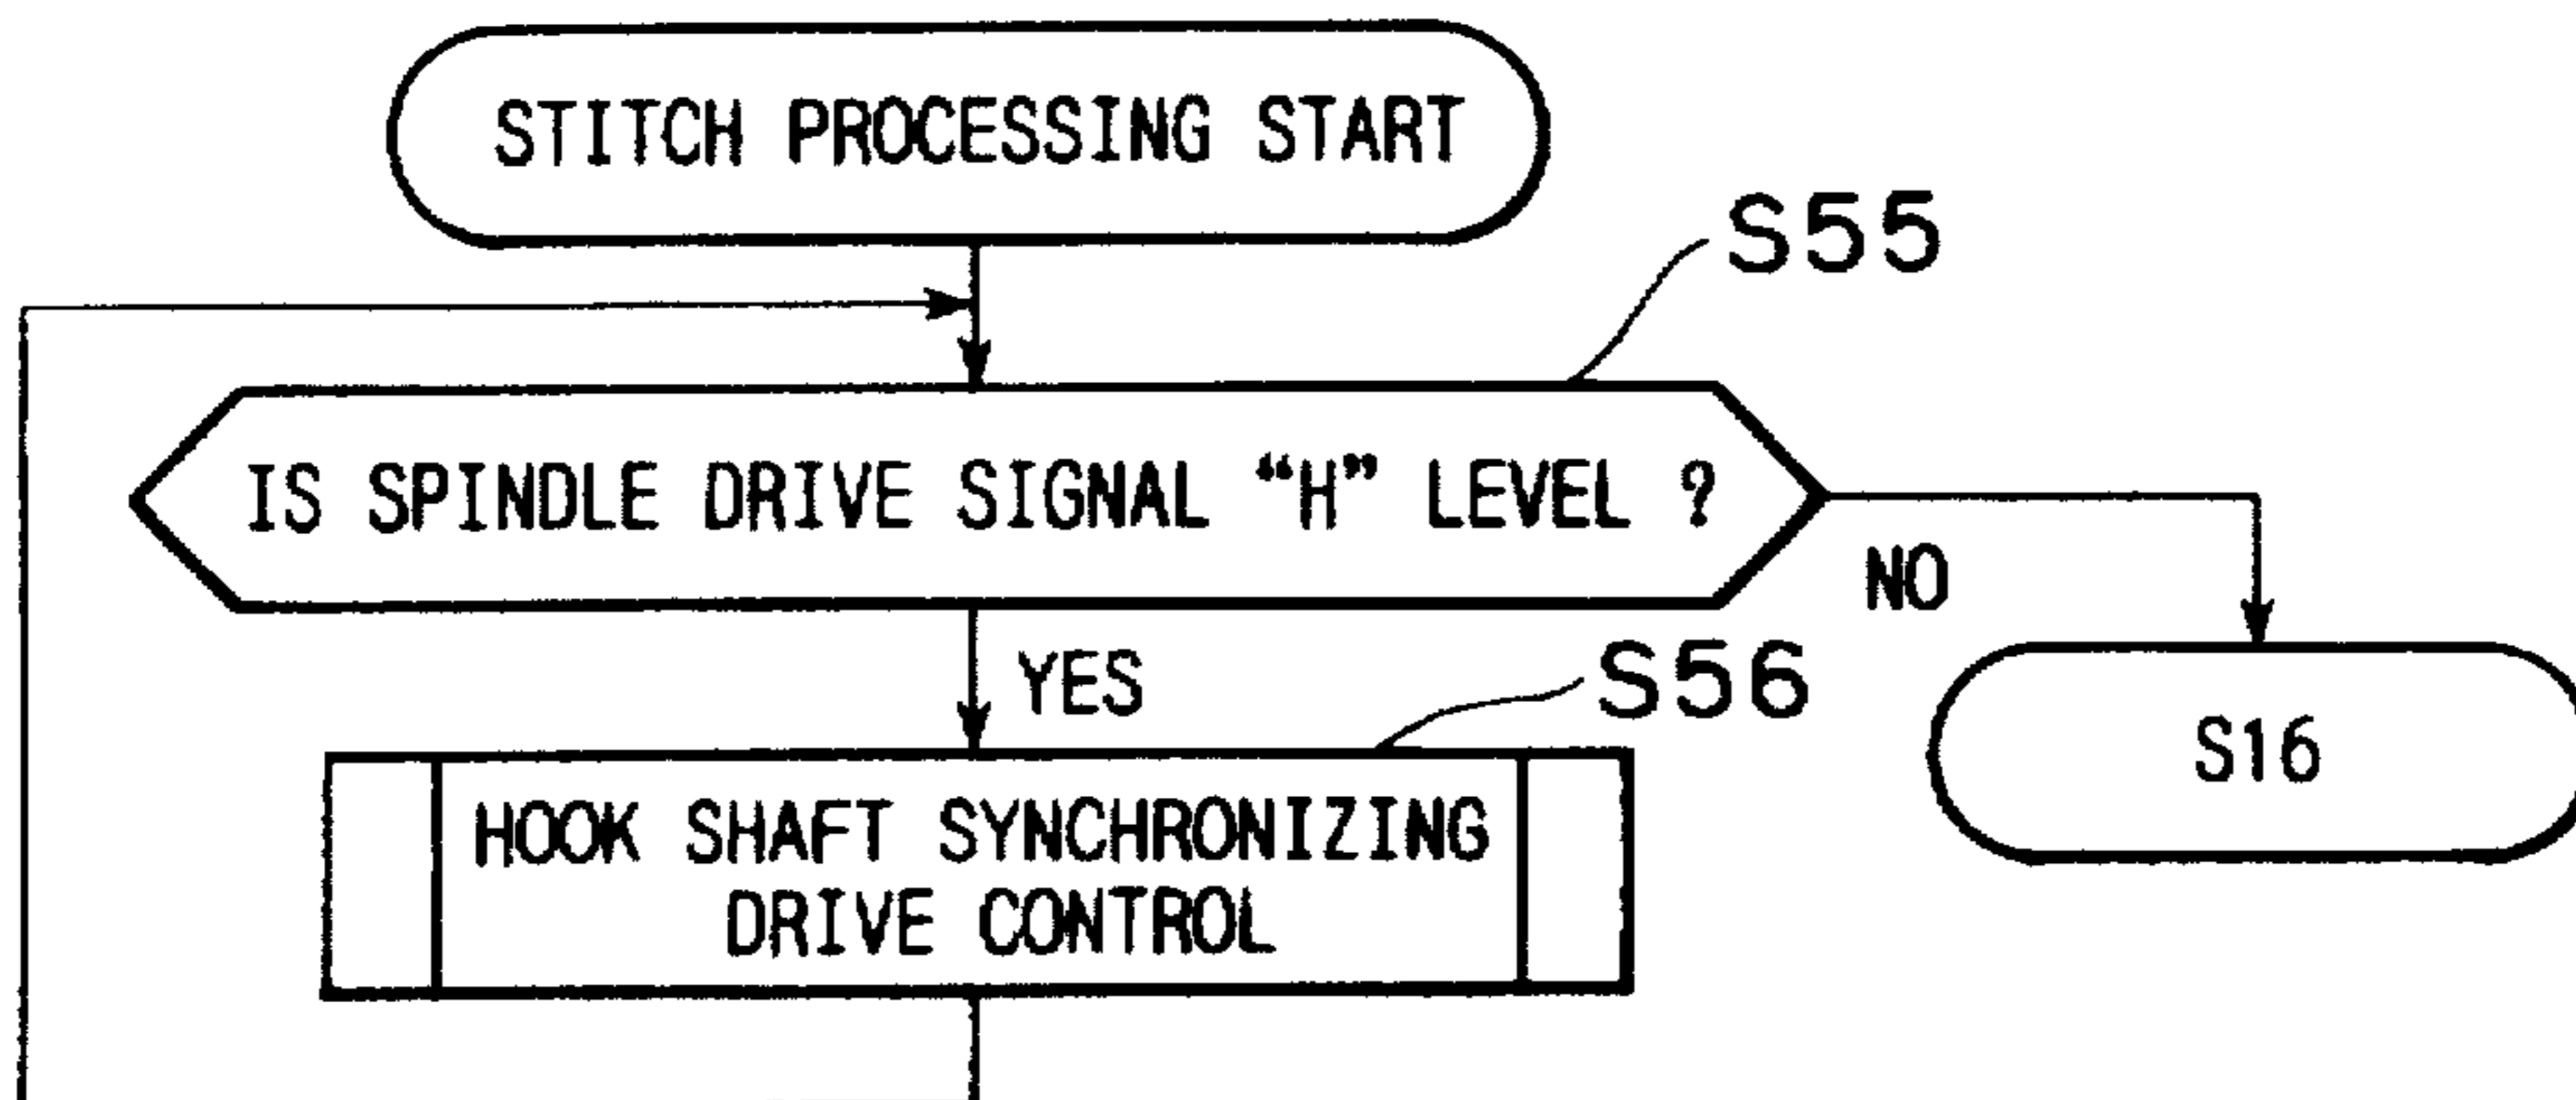 STITCH PROCESSING START
S55
IS SPINDLE DRIVE SIGNAL “H” LEVEL ?
NO
YES
S56
S16
HOOK SHAFT SYNCHRONIZING
DRIVE CONTROL